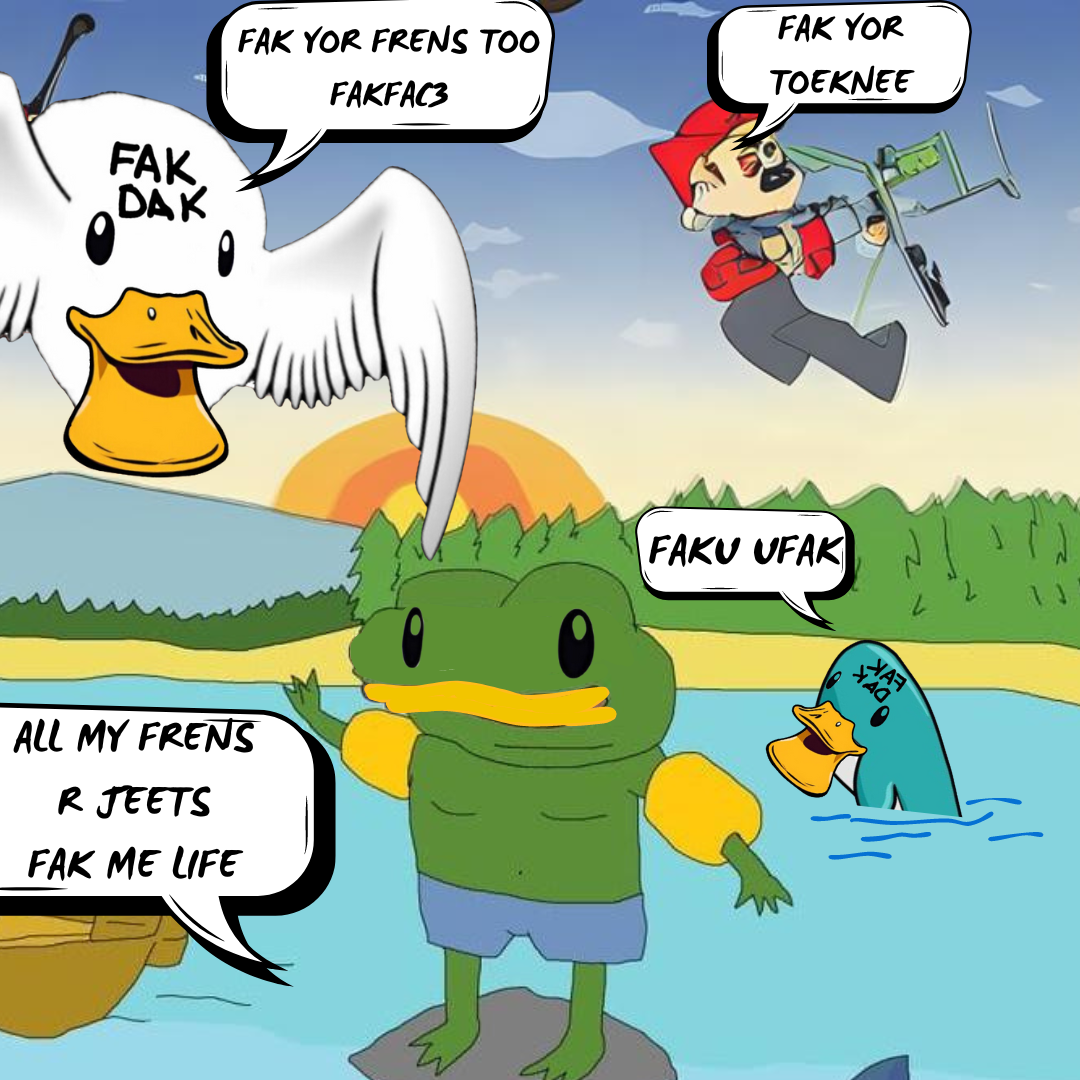 FAK YOR FRENS TOO
FAKFAC3
FAK YOR
TOEKNEE
FAK
DAK
FAKU UFAK
FAK
DAK
ALL MY FRENS
R JEETS
FAK ME LIFE